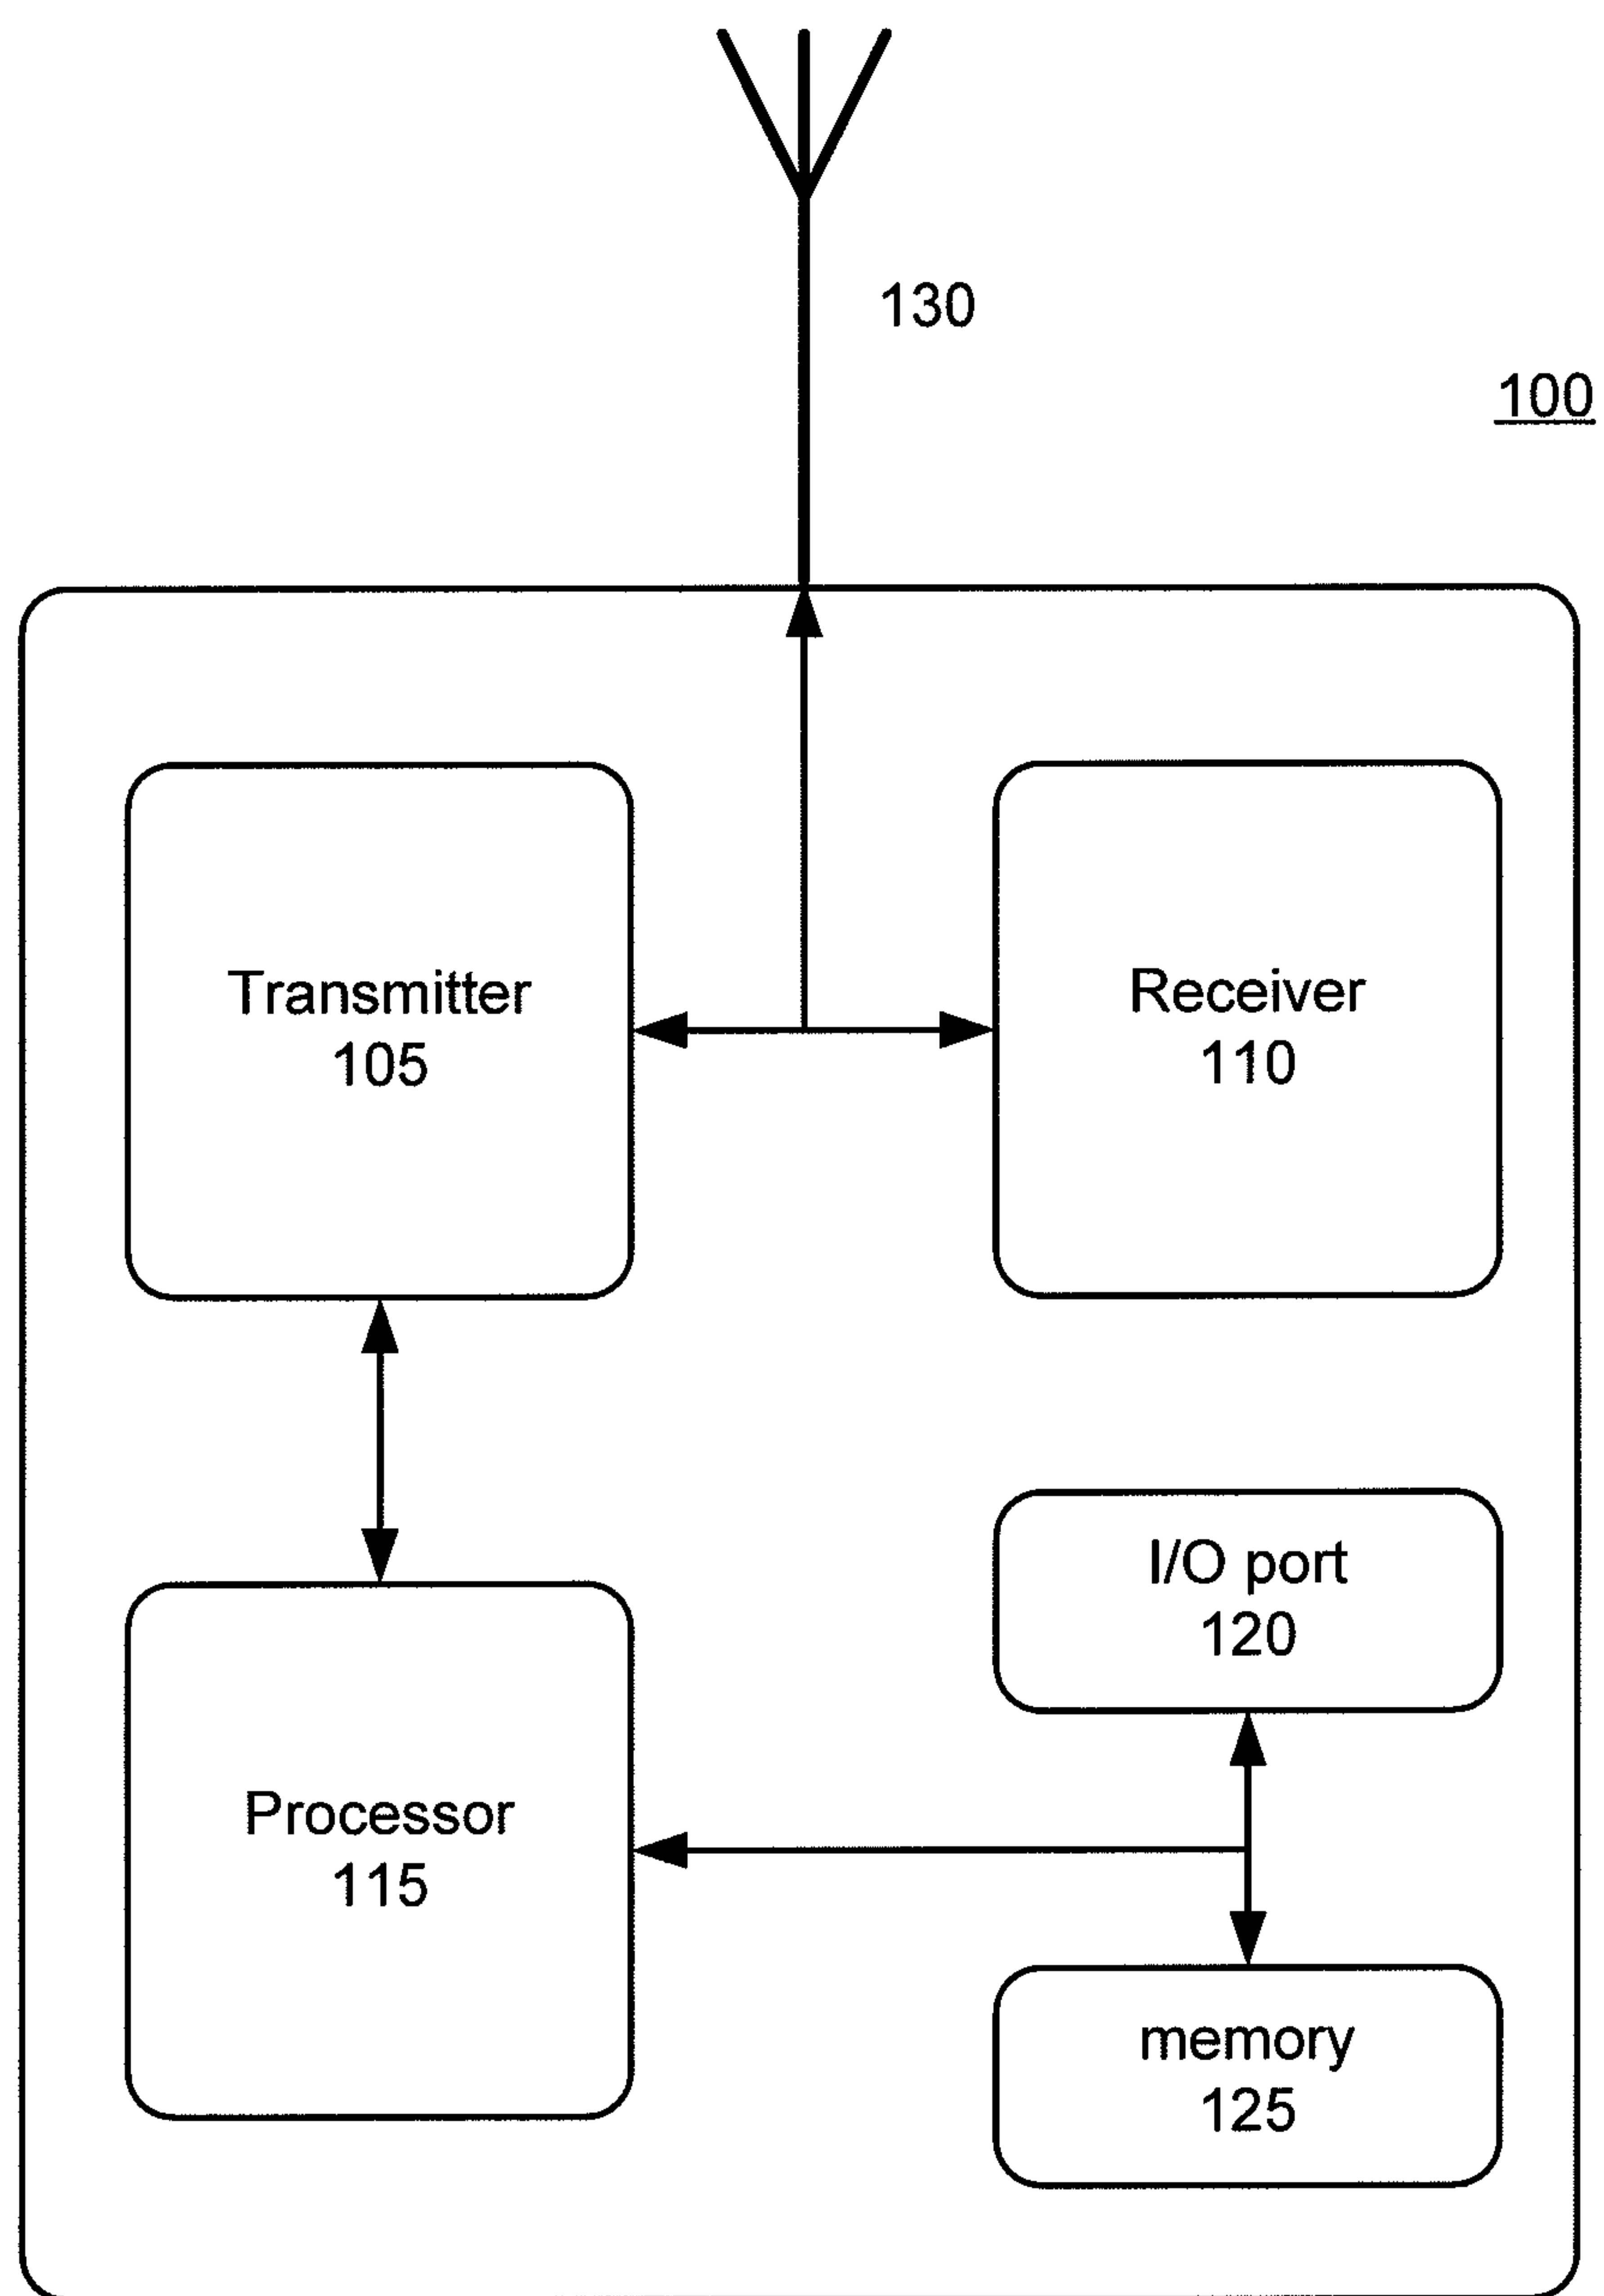 130
100
Transmitter
105
Receiver
110
I/O port
120
Processor
115
memory
125